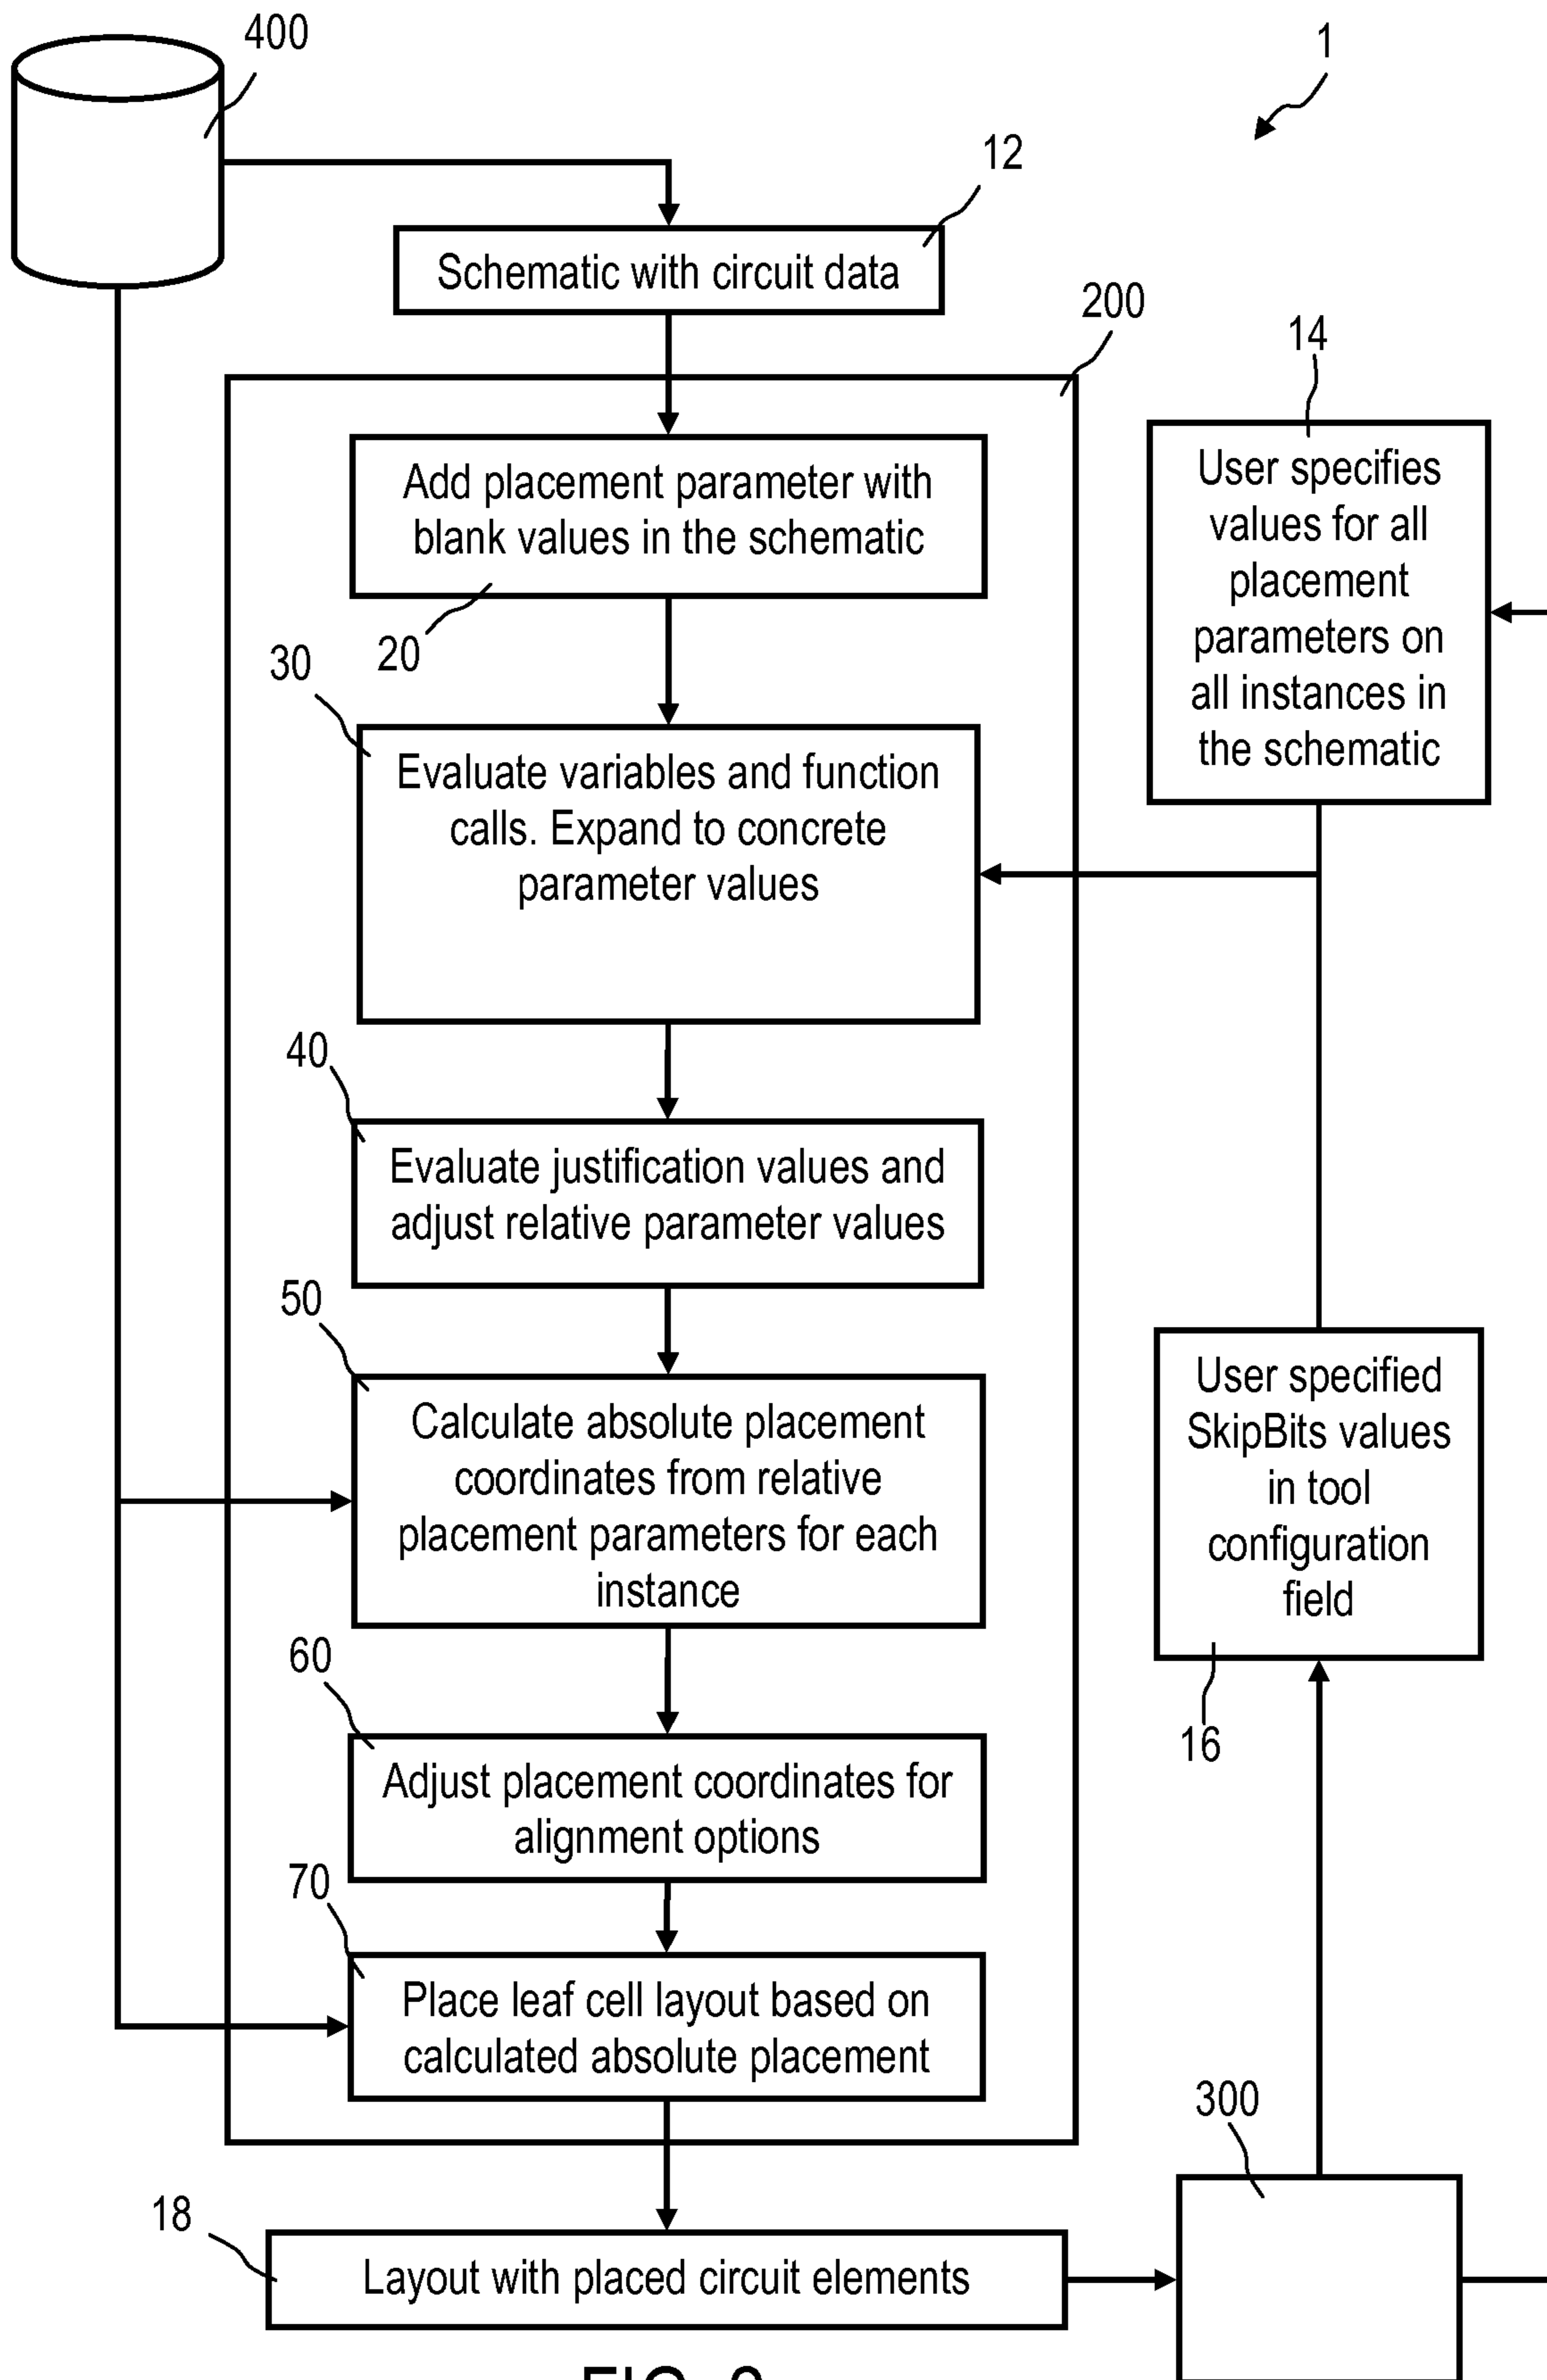 400
1
12
Schematic with circuit data
200
14
User specifies
values for all
placement
parameters on
all instances in
the schematic
Add placement parameter with
blank values in the schematic
20
30
Evaluate variables and function
calls. Expand to concrete
parameter values
40
Evaluate justification values and
adjust relative parameter values
50
Calculate absolute placement
coordinates from relative
placement parameters for each
instance
User specified
SkipBits values
in tool
configuration
field
16
60
Adjust placement coordinates for
alignment options
70
Place leaf cell layout based on
calculated absolute placement
300
18
Layout with placed circuit elements
FIG.